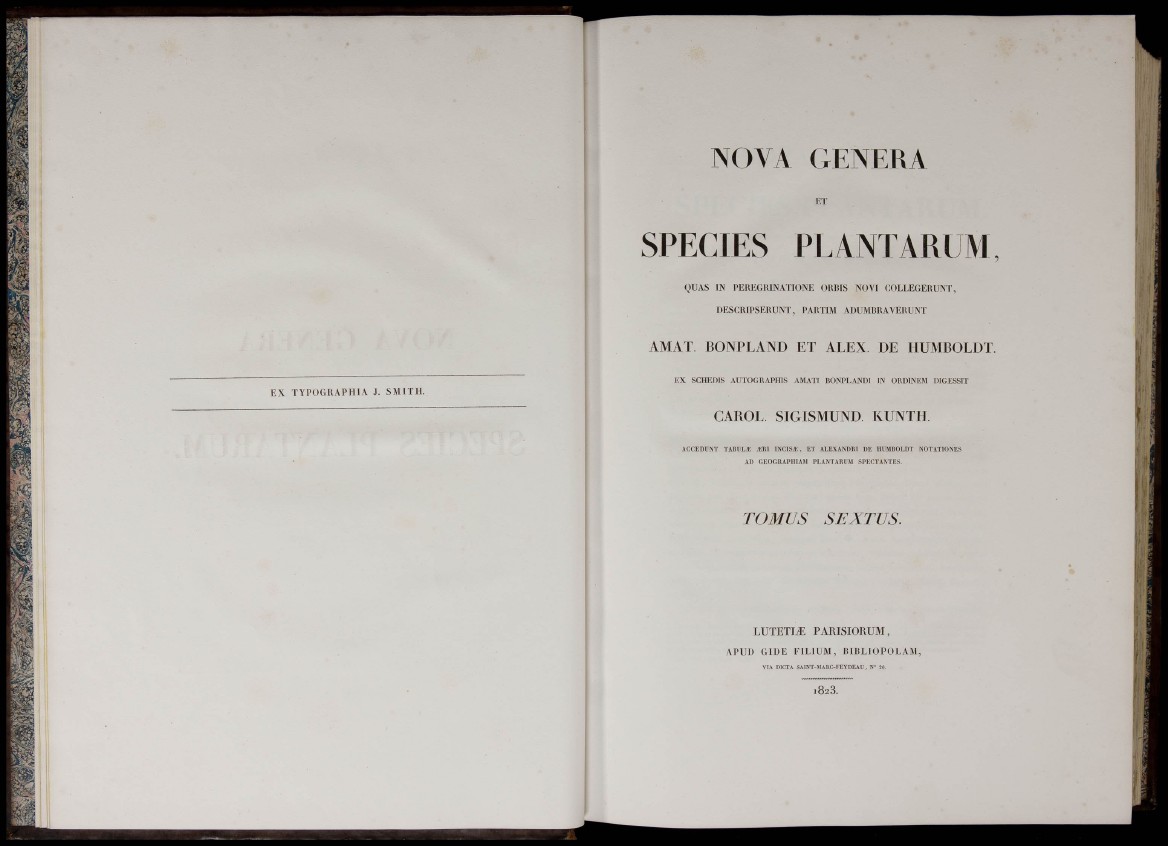 EX TYPOGRAPHIA J. SMITH.
NOVA GENERA
ET
SPECIES PLANTARUM,
QUAS IN PEREGRINATIONE ORBIS NOVI COLLEGERUNT,
DESCRIPSERUNT, PARTIM ADUMBRAVERUNT
AMAT. BONPLAND ET ALEX. DE HUMBOLDT.
EX SCHEDIS AUTOGRAPHIS AMATI BONPLANDI IN ORDINEM DIGESSIT
CAROL. SIGISMUND. KUNTH.
ACCEDUNT TABULÆ ÆRI INCISÆ, ET ALEXANDRI DE HUMBOLDT NOTATIONES
AD GEOGRAPHIAM PLANTARUM SPECTANTES.
TOMUS SEXTUS.
LUTETIÆ PARISIORUM,
APUD GIDE FILIUM, BIBLIOPOLAM,
VIA DICTA SAINT-MARC-FEYDEAU, N° 20.
1823.